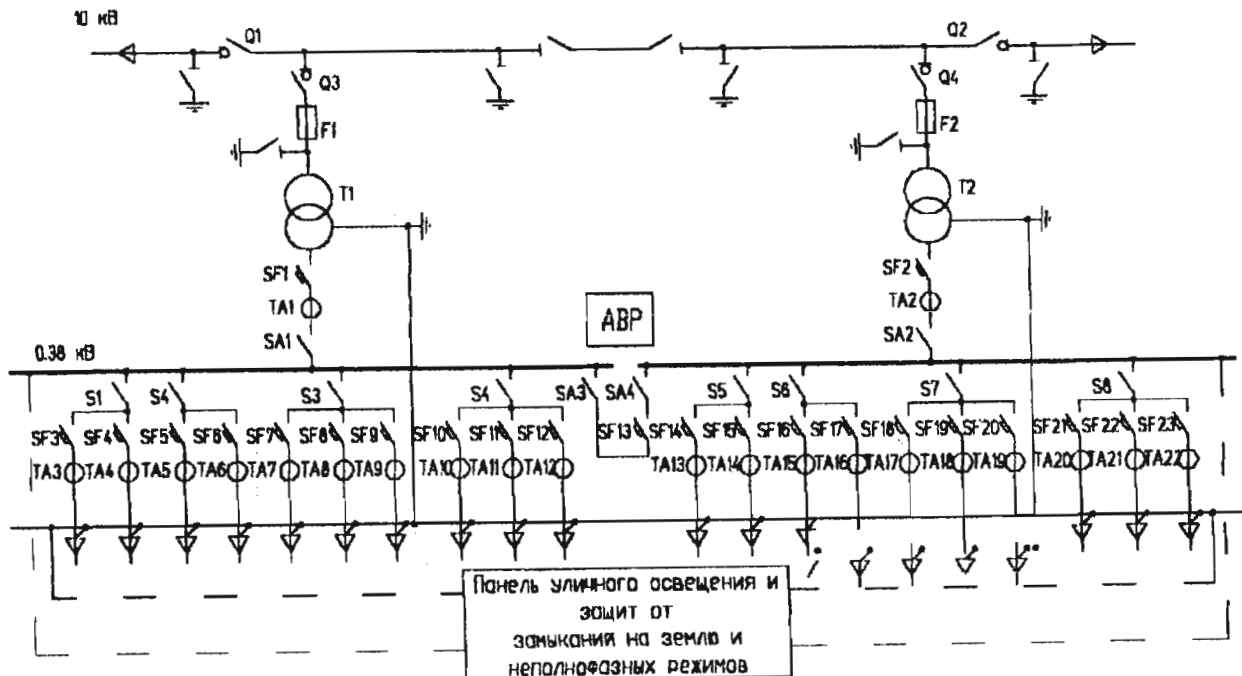 10 кВ
Q1
Q2
Q3
Q4
F1
F2
T1
T2
SF1
SF2
TA1
TA2
АВР
SA1
SA2
0.38 кВ
S1
S4
S3
S4
SA3
SA4
S5
S6
S7
S8
SF3
SF4
SF5
SF6
SF7
SF8
SF9
SF10
SF11
SF12
SF13
SF14
SF15
SF16
SF17
SF18
SF19
SF20
SF21
SF22
SF23
TA3
TA4
TA5
TA6
TA7
TA8
TA9
TA10
TA11
TA12
TA13
TA14
TA15
TA16
TA17
TA18
TA19
TA20
TA21
TA22
Панель уличного освещения и
защит от
замыканий на землю и
неполнофазных режимов